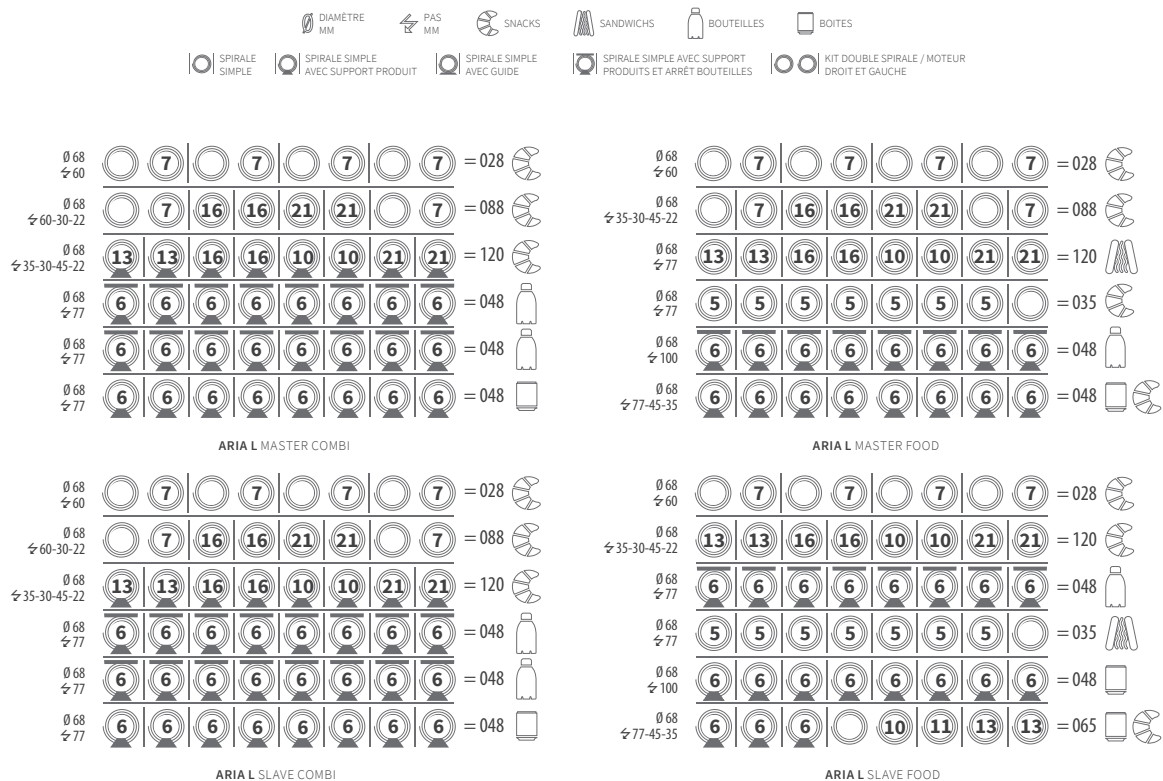 DIAMÈTRE
MM
PAS
MM
SNACKS
SANDWICHS
BOUTEILLES
BOITES
SPIRALE
SIMPLE
SPIRALE SIMPLE
AVEC SUPPORT PRODUIT
SPIRALE SIMPLE
AVEC GUIDE
SPIRALE SIMPLE AVEC SUPPORT
PRODUITS ET ARRÊT BOUTEILLES
KIT DOUBLE SPIRALE / MOTEUR
DROIT ET GAUCHE
Ø 68
60
7 7 7 7 = 028
Ø 68
60-30-22
7 16 16 21 21 7 = 088
Ø 68
35-30-45-22
13 13 16 16 10 10 21 21 = 120
Ø 68
77
6 6 6 6 6 6 6 6 = 048
Ø 68
77
6 6 6 6 6 6 6 6 = 048
Ø 68
77
6 6 6 6 6 6 6 6 = 048
ARIA L MASTER COMBI
Ø 68
60
7 7 7 7 = 028
Ø 68
35-30-45-22
7 16 16 21 21 7 = 088
Ø 68
77
13 13 16 16 10 10 21 21 = 120
Ø 68
77
5 5 5 5 5 5 5 = 035
Ø 68
100
6 6 6 6 6 6 6 6 = 048
Ø 68
77-45-35
6 6 6 6 6 6 6 6 = 048
ARIA L MASTER FOOD
Ø 68
60
7 7 7 7 = 028
Ø 68
60-30-22
7 16 16 21 21 7 = 088
Ø 68
35-30-45-22
13 13 16 16 10 10 21 21 = 120
Ø 68
77
6 6 6 6 6 6 6 6 = 048
Ø 68
77
6 6 6 6 6 6 6 6 = 048
Ø 68
77
6 6 6 6 6 6 6 6 = 048
ARIA L SLAVE COMBI
Ø 68
60
7 7 7 7 = 028
Ø 68
35-30-45-22
13 13 16 16 10 10 21 21 = 120
Ø 68
77
6 6 6 6 6 6 6 6 = 048
Ø 68
77
5 5 5 5 5 5 5 = 035
Ø 68
100
6 6 6 6 6 6 6 6 = 048
Ø 68
77-45-35
6 6 6 10 11 13 13 = 065
ARIA L SLAVE FOOD